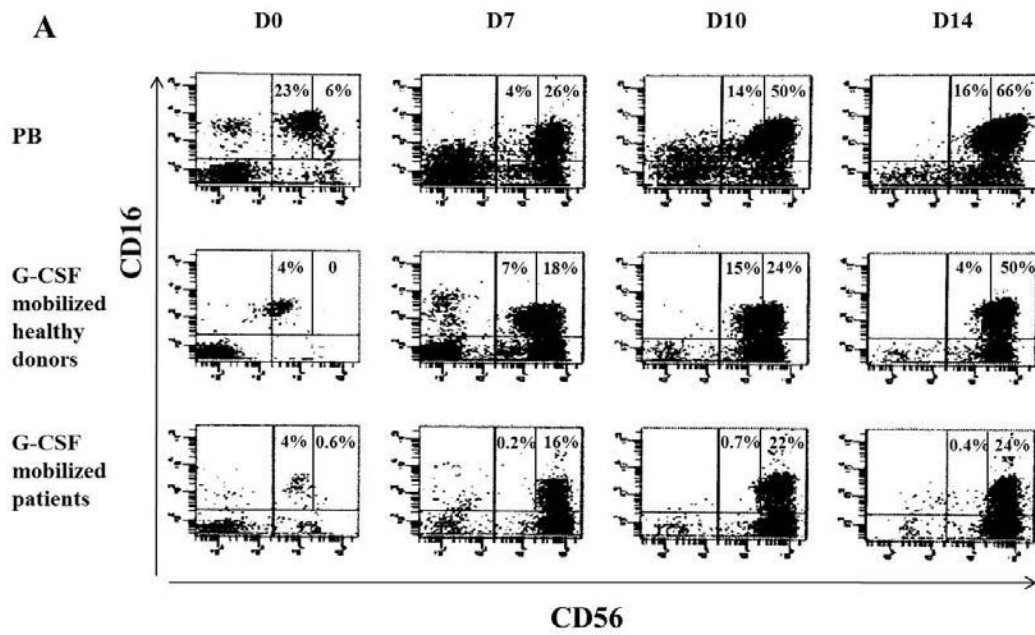 A
D0 D7 D10 D14
PB
23% 6% 4% 26% 14% 50% 16% 66%
CD16
G-CSF
mobilized
healthy
donors
4% 0 7% 18% 15% 24% 4% 50%
G-CSF
mobilized
patients
4% 0.6% 0.2% 16% 0.7% 22% 0.4% 24%
CD56